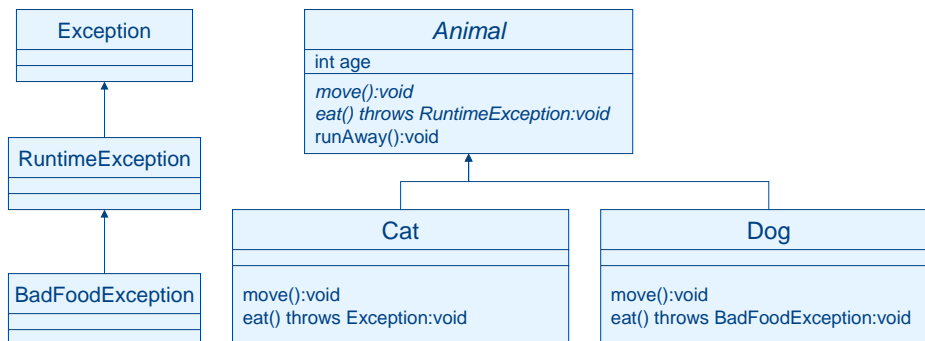 Exception
RuntimeException
BadFoodException
Animal
int age
move():void
eat() throws RuntimeException:void
runAway():void
Cat
move():void
eat() throws Exception:void
Dog
move():void
eat() throws BadFoodException:void